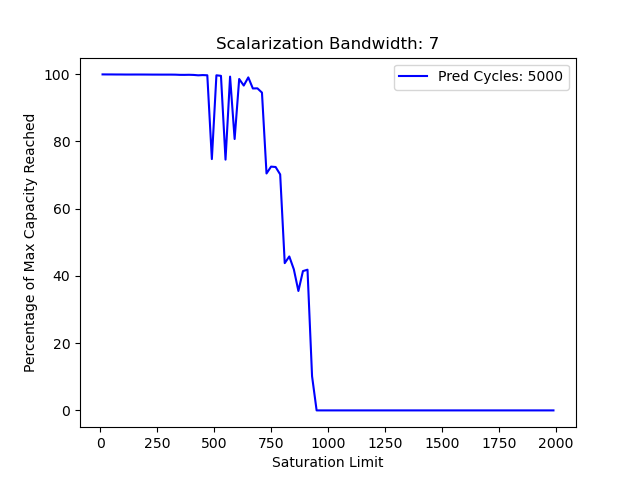 Scalarization Bandwidth: 7
Pred Cycles: 5000
Percentage of Max Capacity Reached
100
80
60
40
20
0
0 250 500 750 1000 1250 1500 1750 2000
Saturation Limit